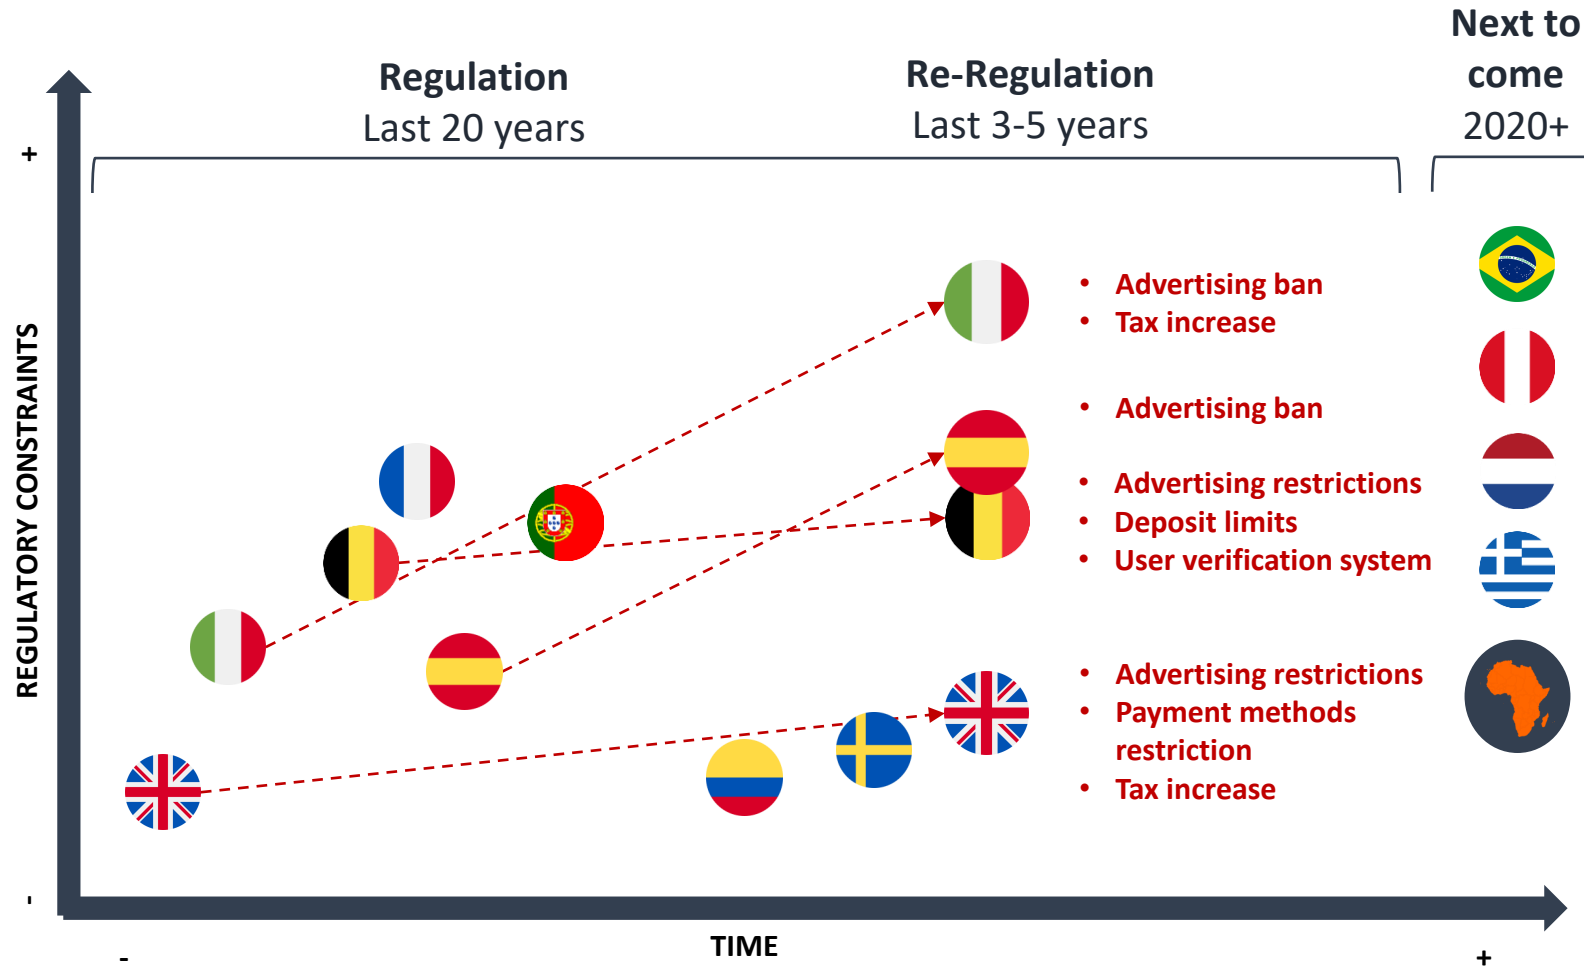 Regulation
Last 20 years
Re-Regulation
Last 3-5 years
Next to
come
2020+
+
REGULATORY CONSTRAINTS
-
• Advertising ban
• Tax increase
• Advertising ban
• Advertising restrictions
• Deposit limits
• User verification system
• Advertising restrictions
• Payment methods
restriction
• Tax increase
TIME
-
+